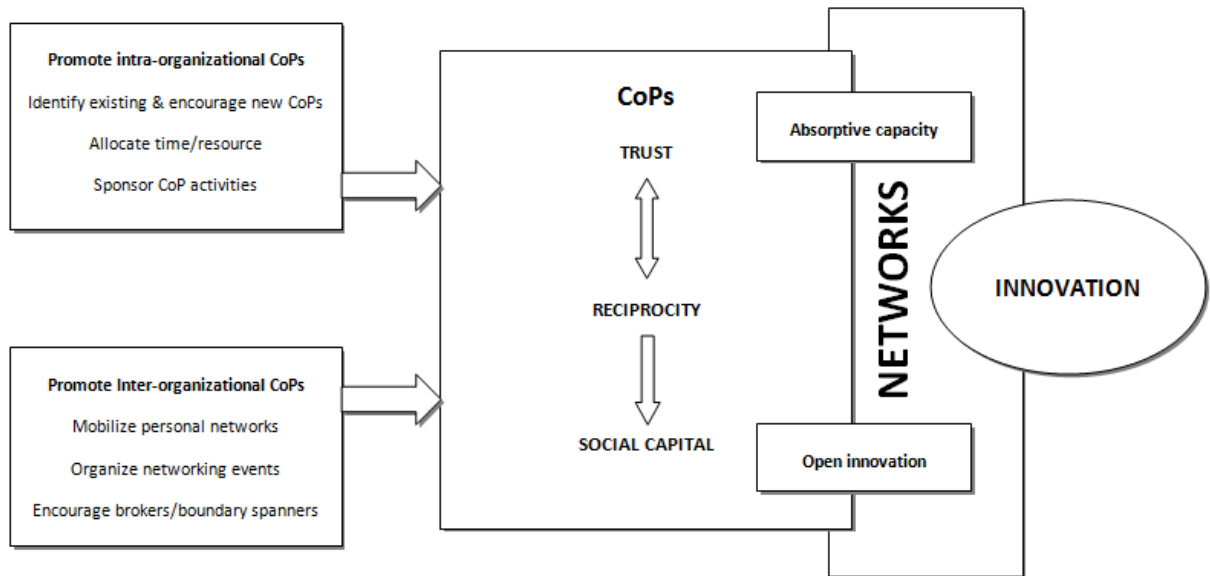 Promote intra-organizational CoPs
Identify existing & encourage new CoPs
Allocate time/resource
Sponsor CoP activities
Promote Inter-organizational CoPs
Mobilize personal networks
Organize networking events
Encourage brokers/boundary spanners
CoPs
TRUST
RECIPROCITY
SOCIAL CAPITAL
Absorptive capacity
Open innovation
NETWORKS
INNOVATION